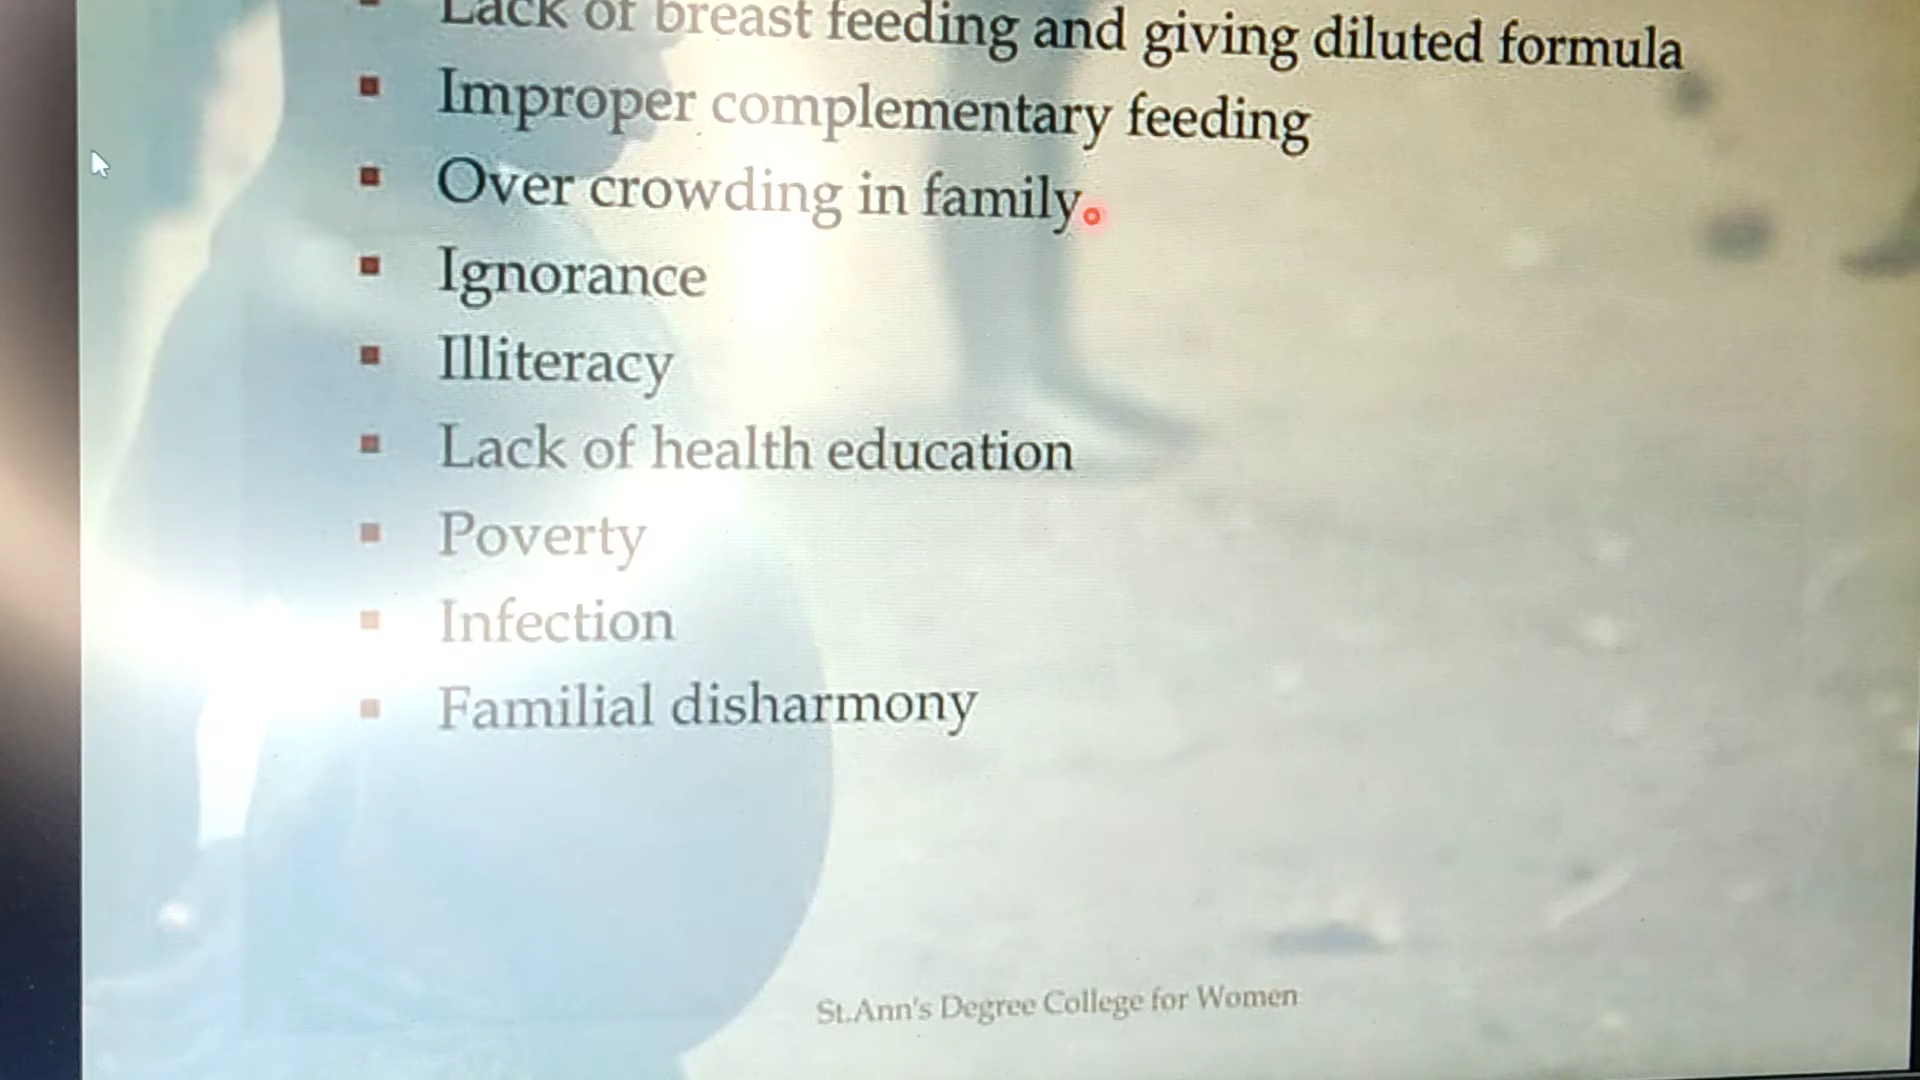 Lack of breast feeding and giving diluted formula
Improper complementary feeding
Over crowding in family
Ignorance
Illiteracy
Lack of health education
Poverty
Infection
Familial disharmony
St.Ann's Degree College for Women